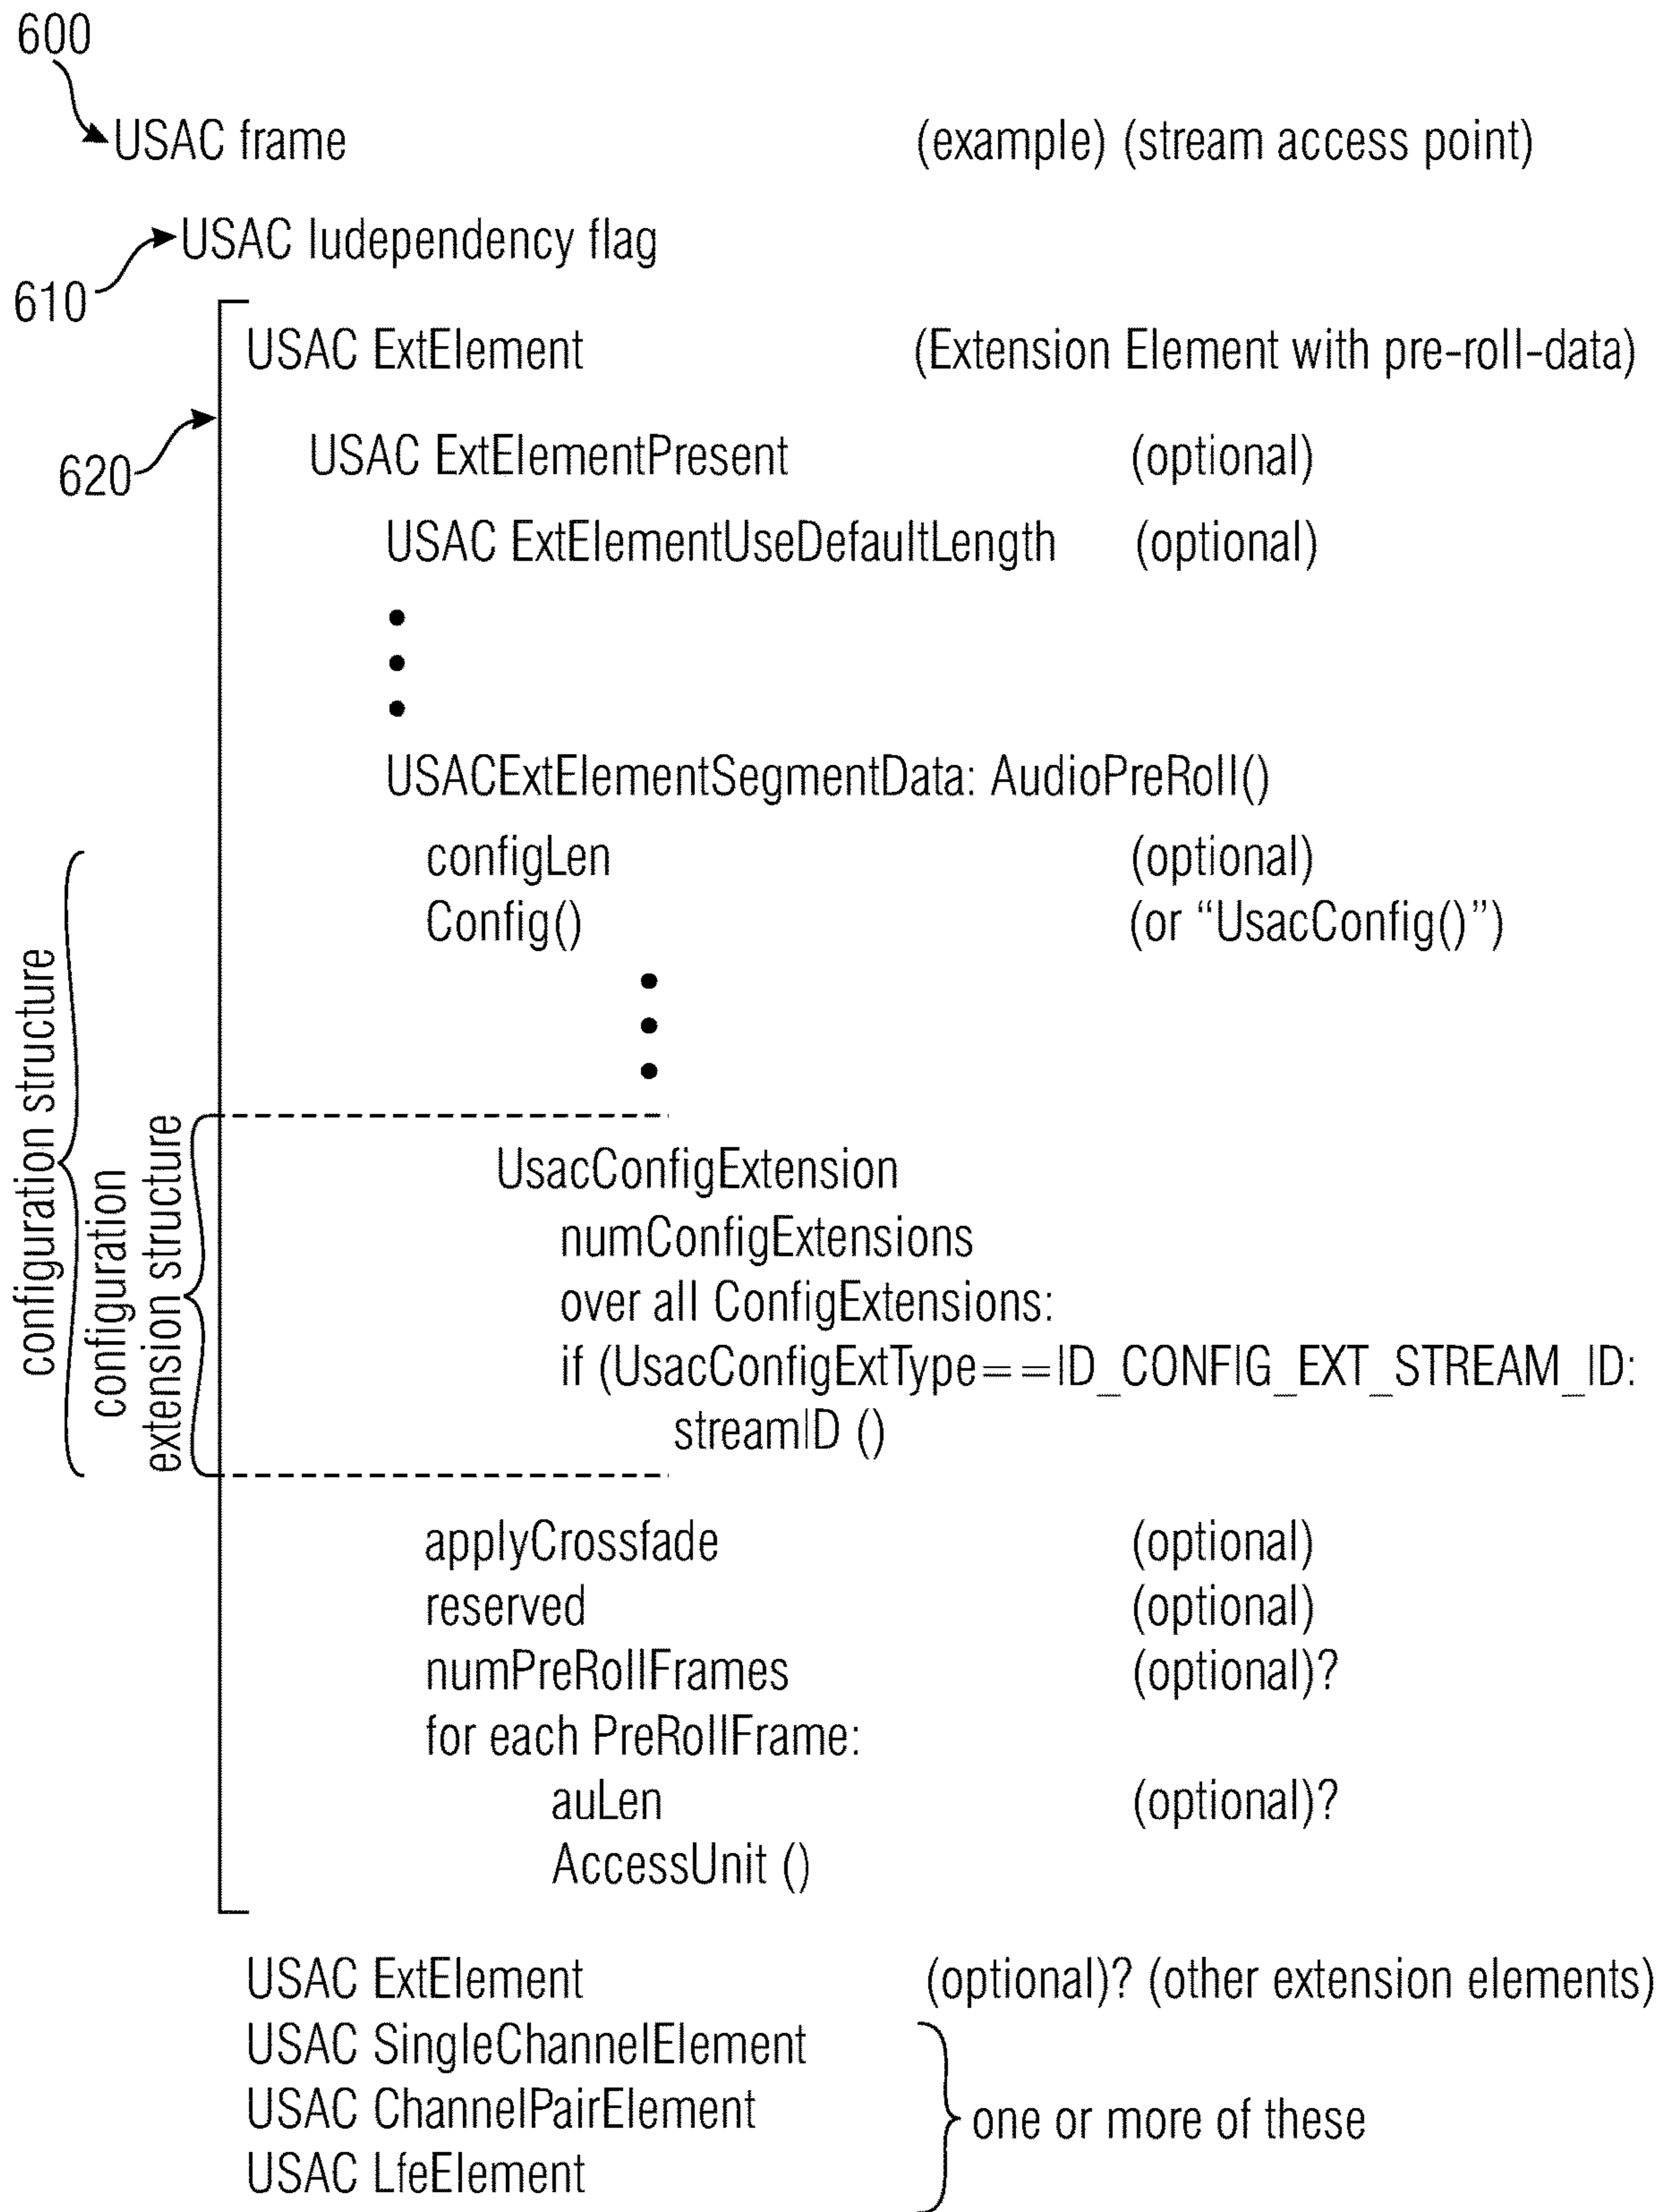 600
USAC frame (example) (stream access point)
USAC Iudependency flag
610
USAC ExtElement (Extension Element with pre-roll-data)
620
USAC ExtElementPresent (optional)
USAC ExtElementUseDefaultLength (optional)
USACExtElementSegmentData: AudioPreRoll()
configLen (optional)
Config() (or “UsacConfig()”)
configuration structure
configuration
extension structure
UsacConfigExtension
numConfigExtensions
over all ConfigExtensions:
if (UsacConfigExtType==ID_CONFIG_EXT_STREAM_ID:
streamID ()
applyCrossfade (optional)
reserved (optional)
numPreRollFrames (optional)?
for each PreRollFrame:
auLen (optional)?
AccessUnit ()
USAC ExtElement (optional)? (other extension elements)
USAC SingleChannelElement
USAC ChannelPairElement
one or more of these
USAC LfeElement